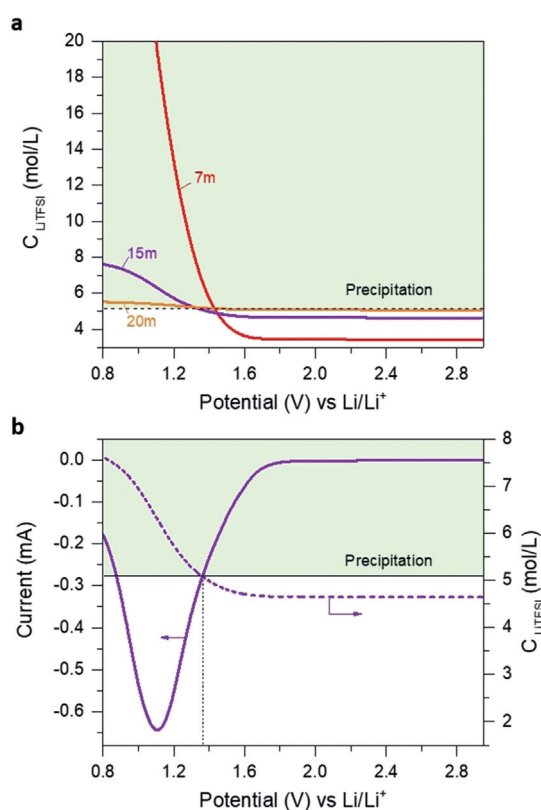 a
C LiTFSI (mol/L)
20
18
16
14
12
10
8
6
4
7m
15m
20m
Precipitation
0.8 1.2 1.6 2.0 2.4 2.8
Potential (V) vs Li/Li⁺
b
Current (mA)
0.0
-0.1
-0.2
-0.3
-0.4
-0.5
-0.6
Precipitation
8
7
6
5
4
3
2
C LiTFSI (mol/L)
0.8 1.2 1.6 2.0 2.4 2.8
Potential (V) vs Li/Li⁺